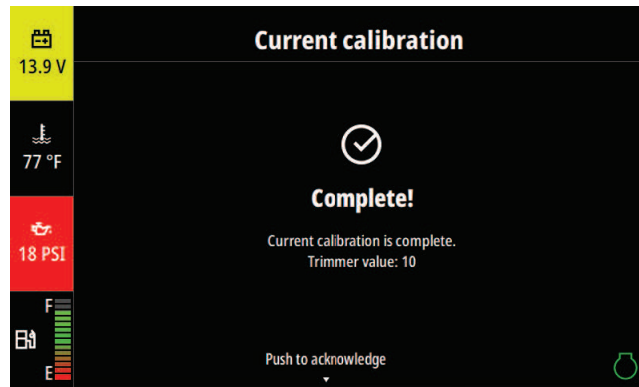 Current calibration
13.9 V
77 °F
Complete!
18 PSI
Current calibration is complete.
Trimmer value: 10
F
E
Push to acknowledge